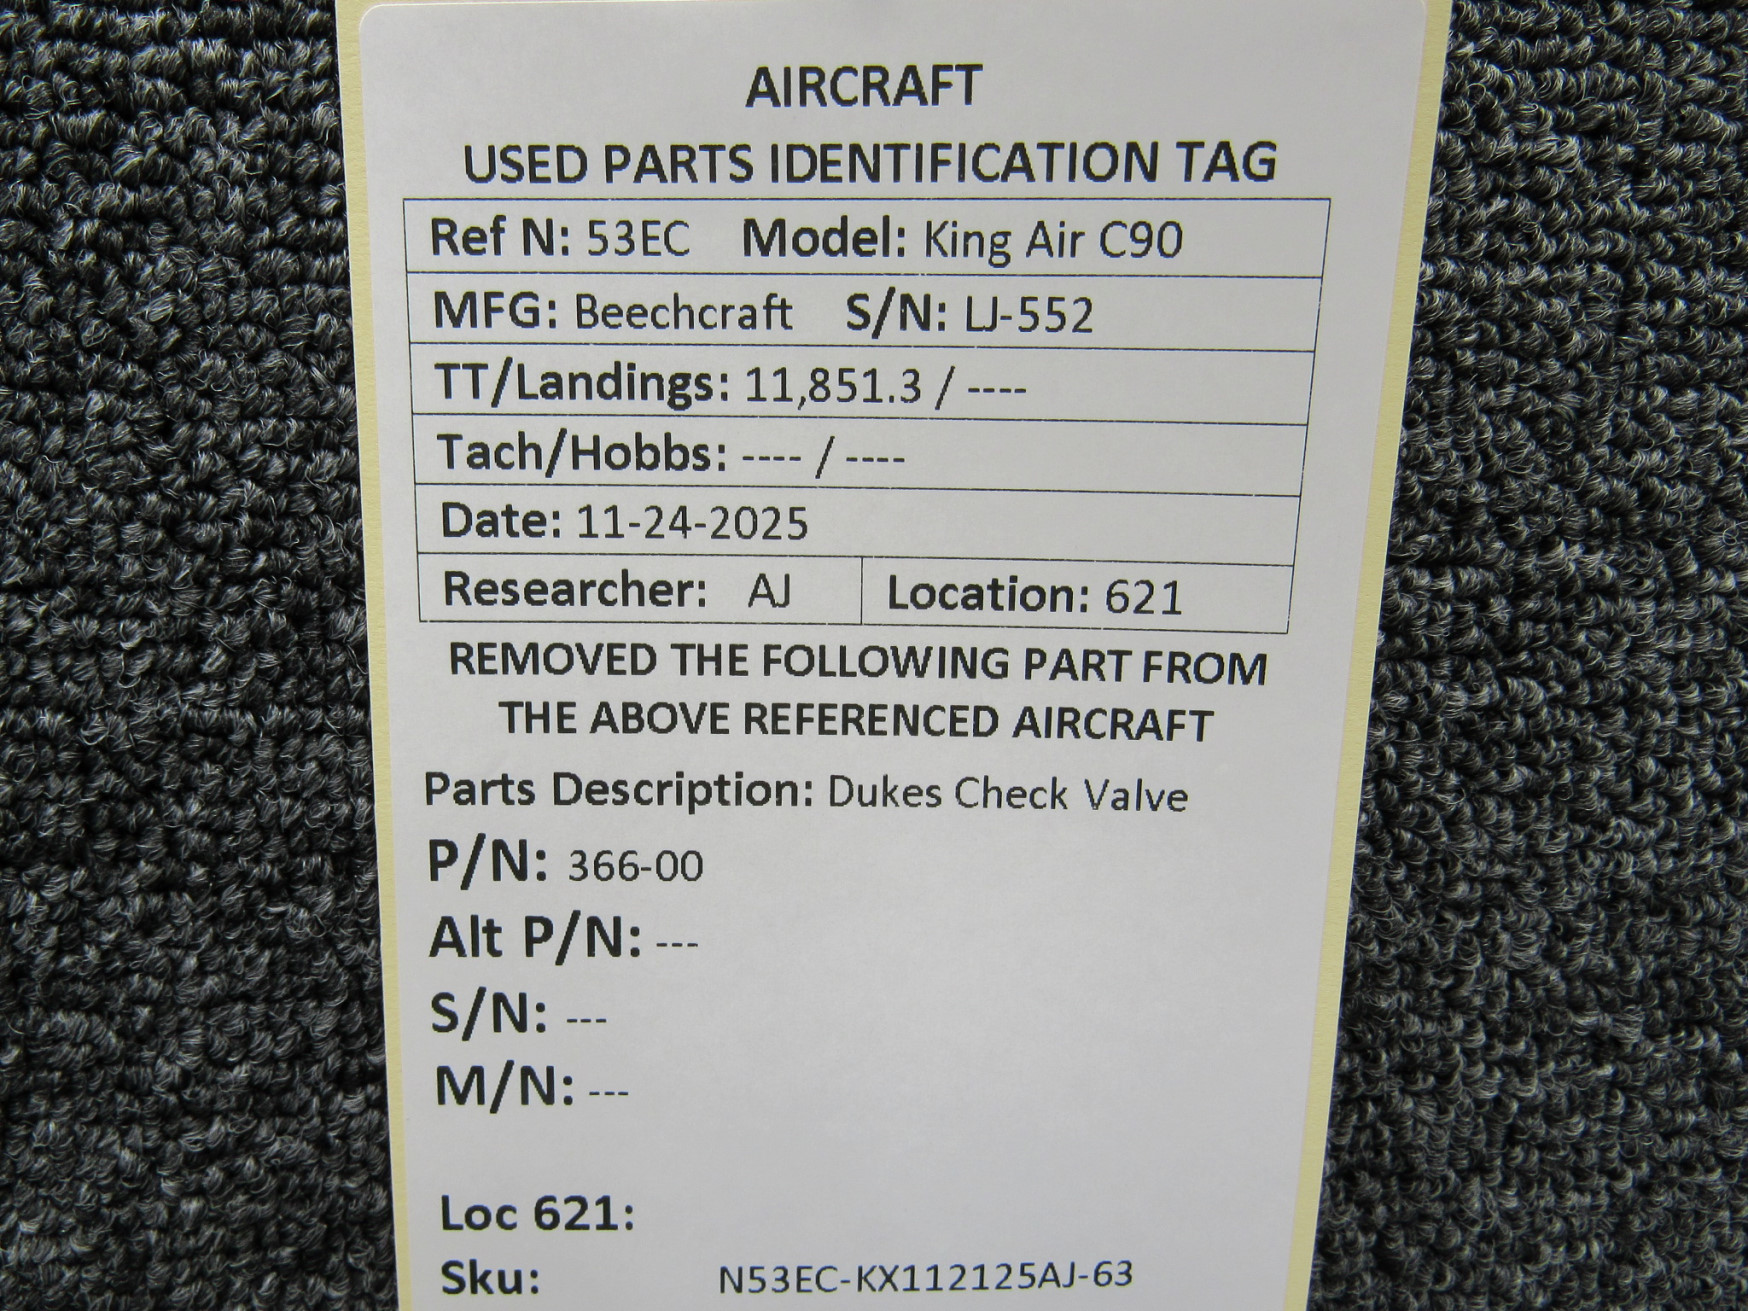 AIRCRAFT
USED PARTS IDENTIFICATION TAG
Ref N: 53EC Model: King Air C90
MFG: Beechcraft S/N: LJ-552
TT/Landings: 11,851.3 / ----
Tach/Hobbs: ---- / ----
Date: 11-24-2025
Researcher: AJ Location: 621
REMOVED THE FOLLOWING PART FROM
THE ABOVE REFERENCED AIRCRAFT
Parts Description: Dukes Check Valve
P/N: 366-00
Alt P/N: ---
S/N: ---
M/N: ---
Loc 621:
Sku: N53EC-KX112125AJ-63